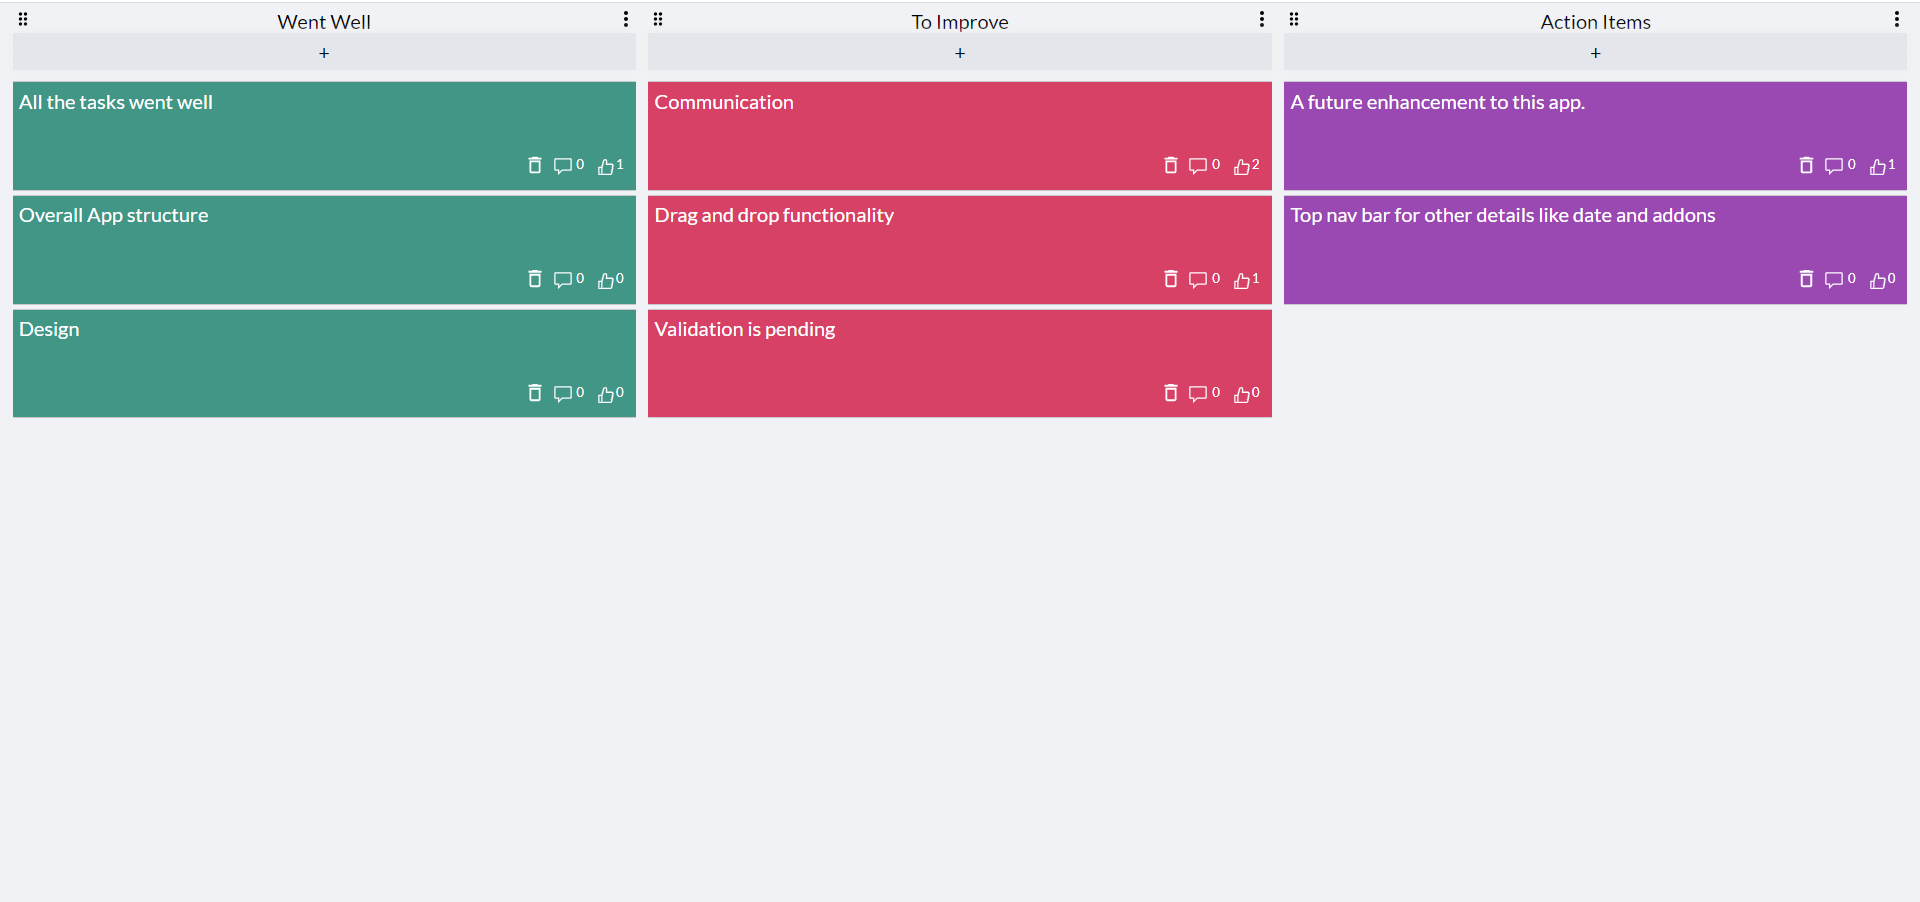 Went Well
+
All the tasks went well
0 1
Overall App structure
0 0
Design
0 0
To Improve
+
Communication
0 2
Drag and drop functionality
0 1
Validation is pending
0 0
Action Items
+
A future enhancement to this app.
0 1
Top nav bar for other details like date and addons
0 0